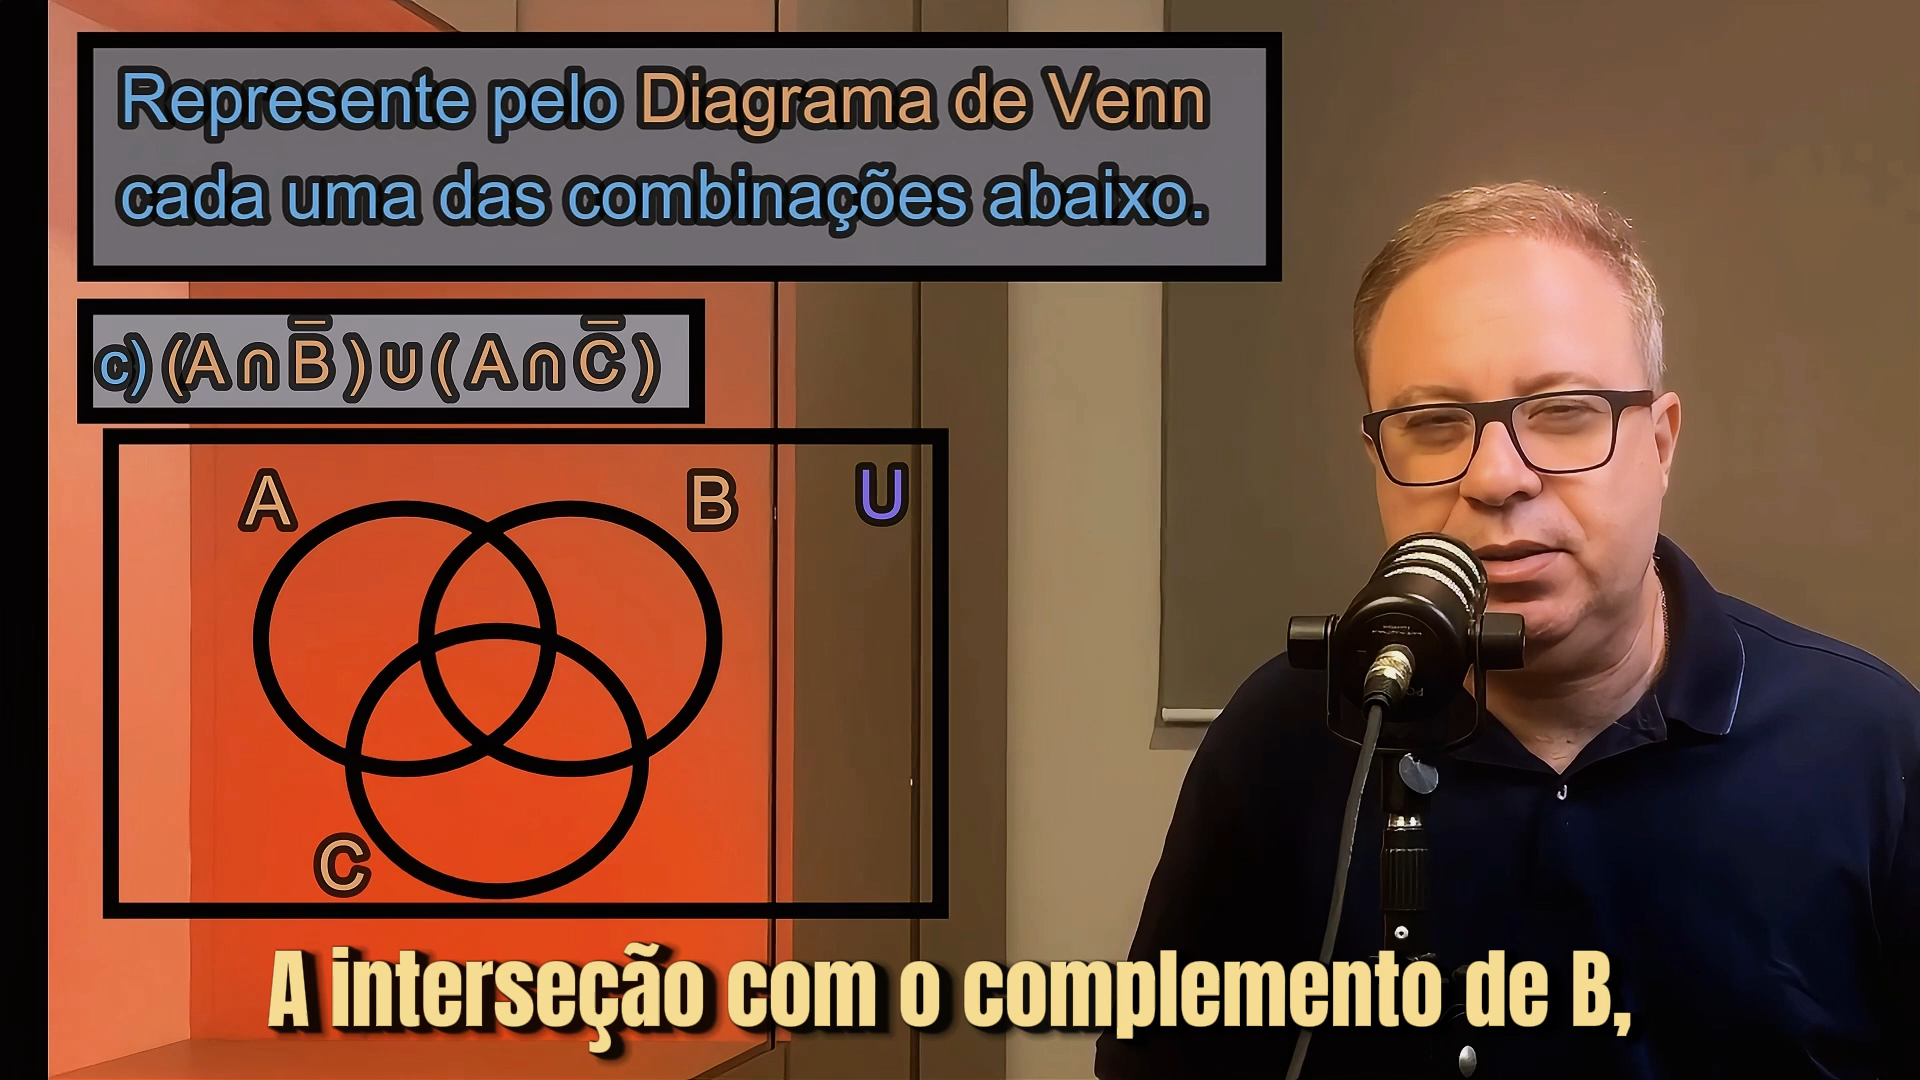 Represente pelo Diagrama de Venn
cada uma das combinações abaixo.
c) (A∩B̅)∪(A∩C̅)
A B U
C
A interseção com o complemento de B,